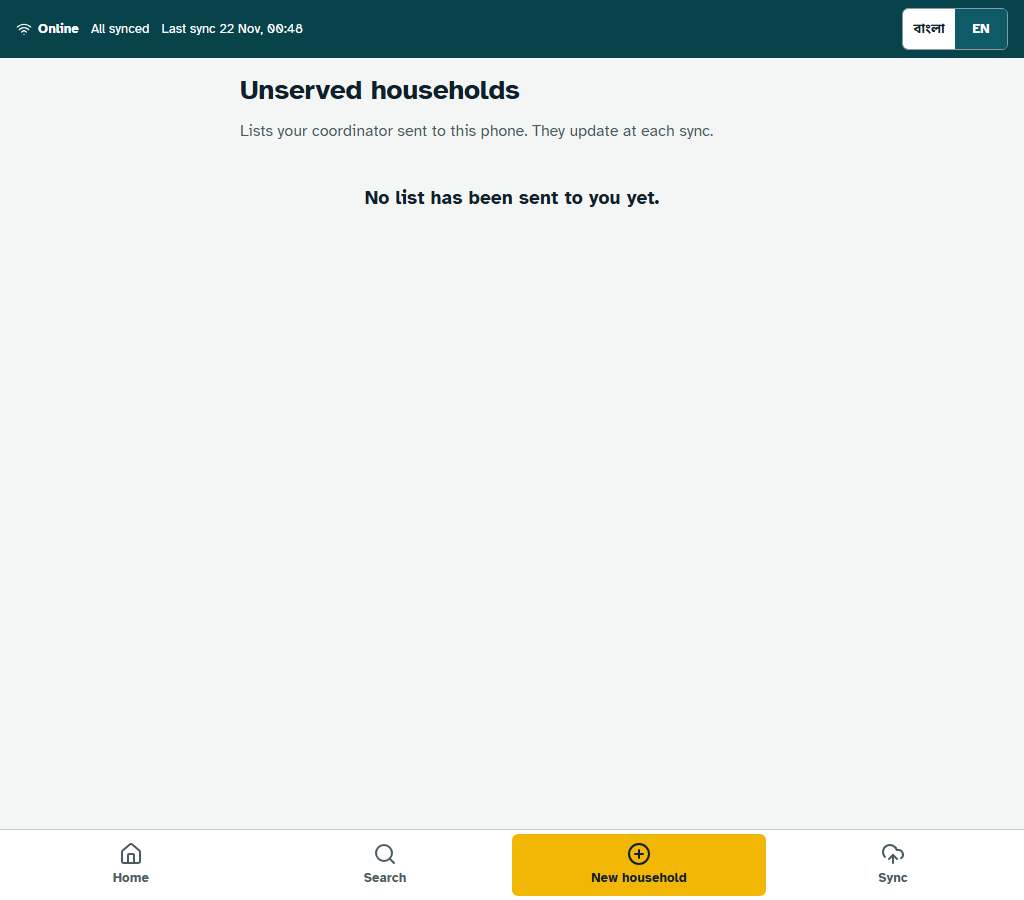 Online All synced Last sync 22 Nov, 00:48 বাংলা EN
Unserved households
Lists your coordinator sent to this phone. They update at each sync.
No list has been sent to you yet.
Home Search New household Sync